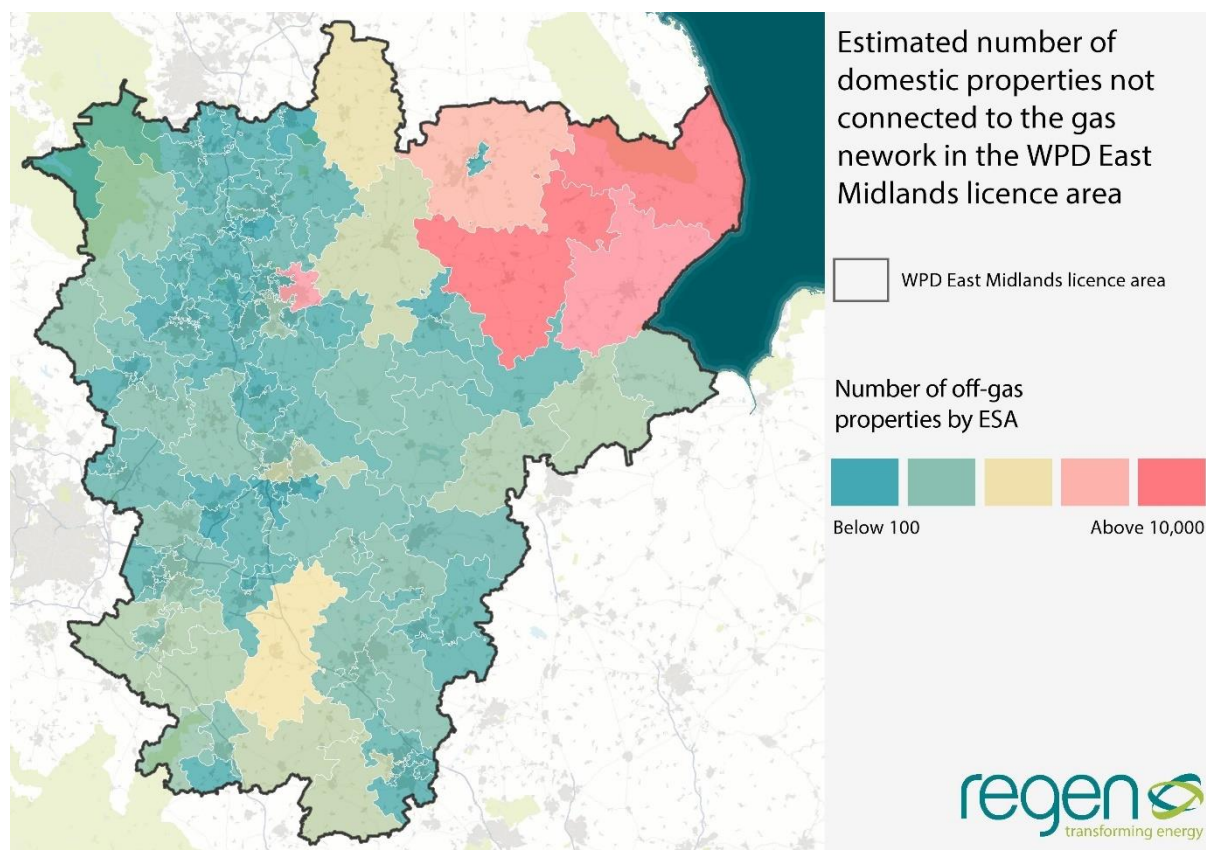 Estimated number of
domestic properties not
connected to the gas
nework in the WPD East
Midlands licence area
WPD East Midlands licence area
Number of off-gas
properties by ESA
Below 100
Above 10,000
regen
transforming energy